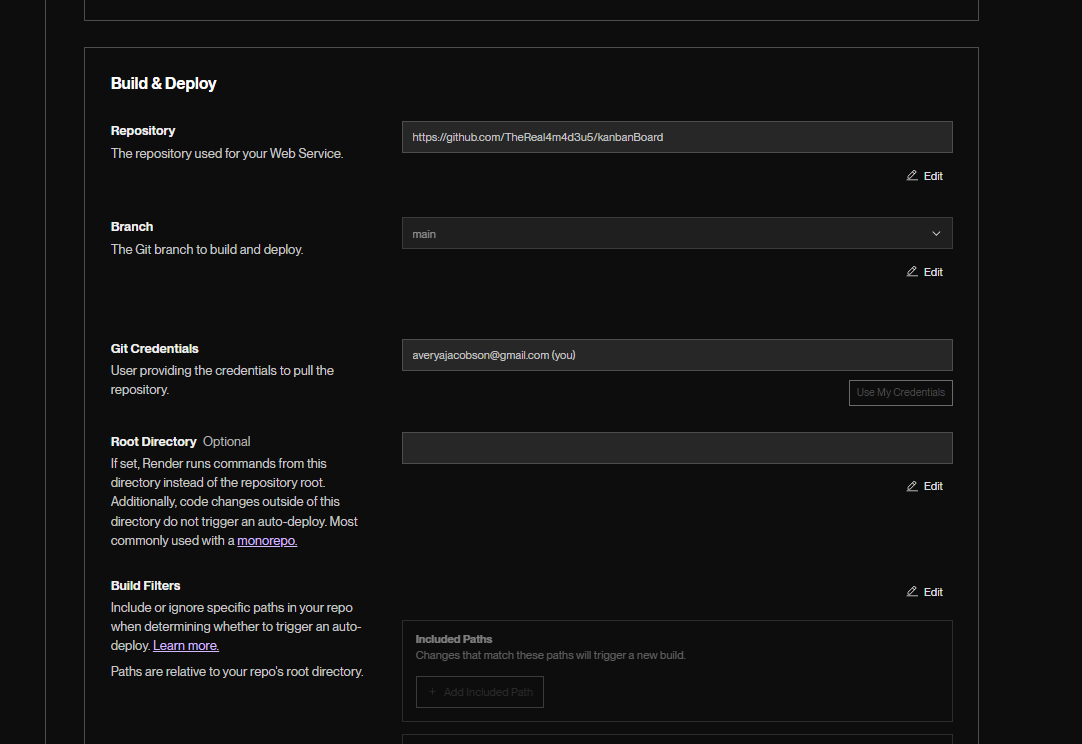 Build & Deploy
Repository
The repository used for your Web Service.
https://github.com/TheReal4m4d3u5/kanbanBoard
Edit
Branch
The Git branch to build and deploy.
main
Edit
Git Credentials
User providing the credentials to pull the
repository.
averyajacobson@gmail.com (you)
Use My Credentials
Root Directory Optional
If set, Render runs commands from this
directory instead of the repository root.
Additionally, code changes outside of this
directory do not trigger an auto-deploy. Most
commonly used with a monorepo.
Edit
Build Filters
Include or ignore specific paths in your repo
when determining whether to trigger an auto-
deploy. Learn more.
Paths are relative to your repo's root directory.
Edit
Included Paths
Changes that match these paths will trigger a new build.
+ Add Included Path